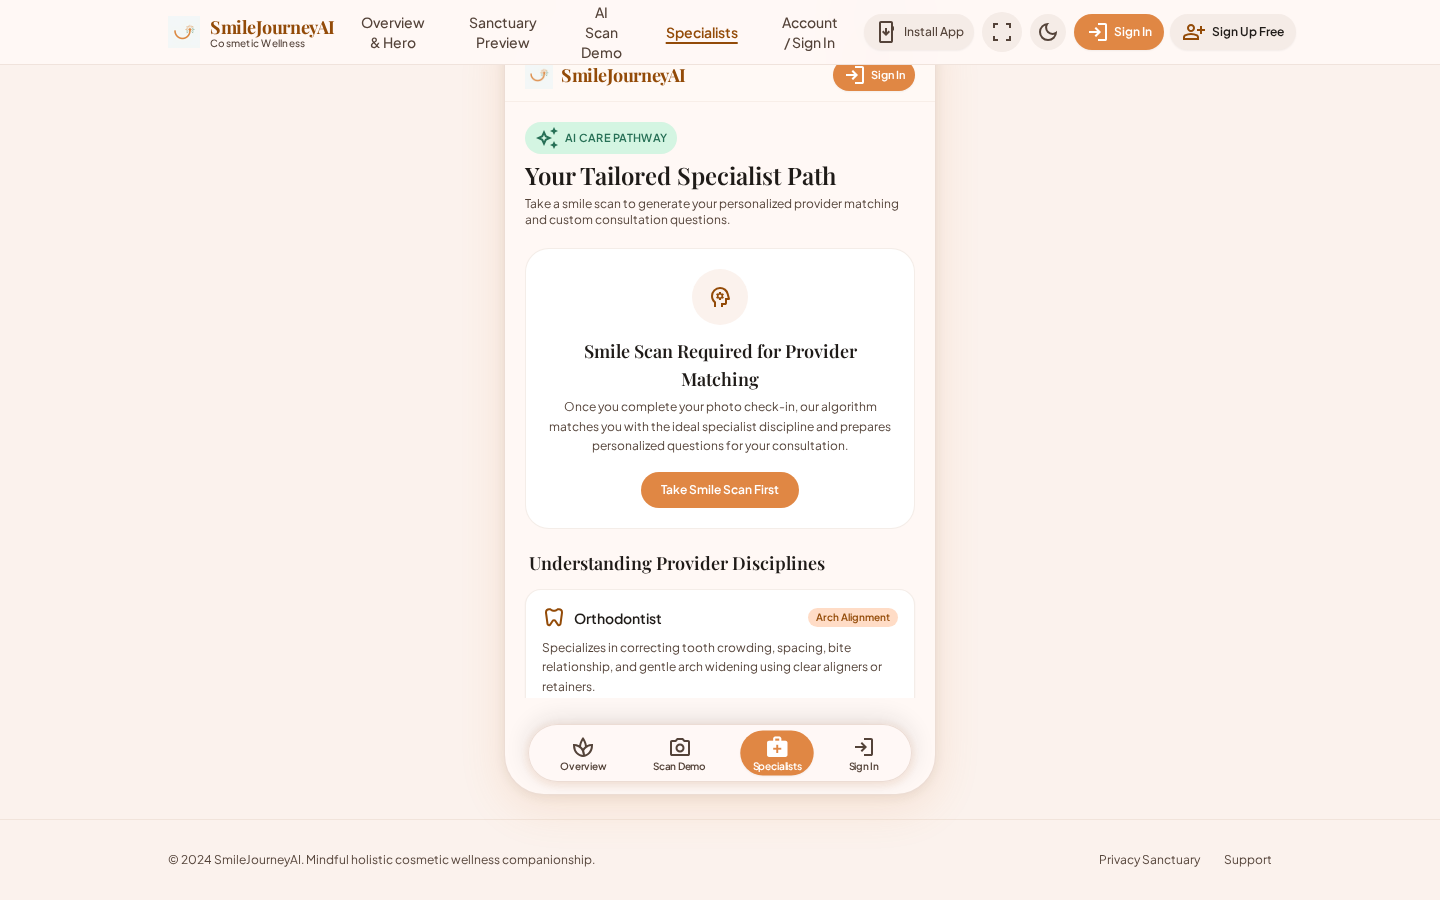 SmileJourneyAI
Cosmetic Wellness
Overview
& Hero
Sanctuary
Preview
AI
Scan
Demo
Specialists
Account
/ Sign In
Install App
Sign In
Sign Up Free
SmileJourneyAI
Sign In
AI CARE PATHWAY
Your Tailored Specialist Path
Take a smile scan to generate your personalized provider matching
and custom consultation questions.
Smile Scan Required for Provider
Matching
Once you complete your photo check-in, our algorithm
matches you with the ideal specialist discipline and prepares
personalized questions for your consultation.
Take Smile Scan First
Understanding Provider Disciplines
Orthodontist
Arch Alignment
Specializes in correcting tooth crowding, spacing, bite
relationship, and gentle arch widening using clear aligners or
retainers.
Overview
Scan Demo
Specialists
Sign In
© 2024 SmileJourneyAI. Mindful holistic cosmetic wellness companionship.
Privacy Sanctuary
Support